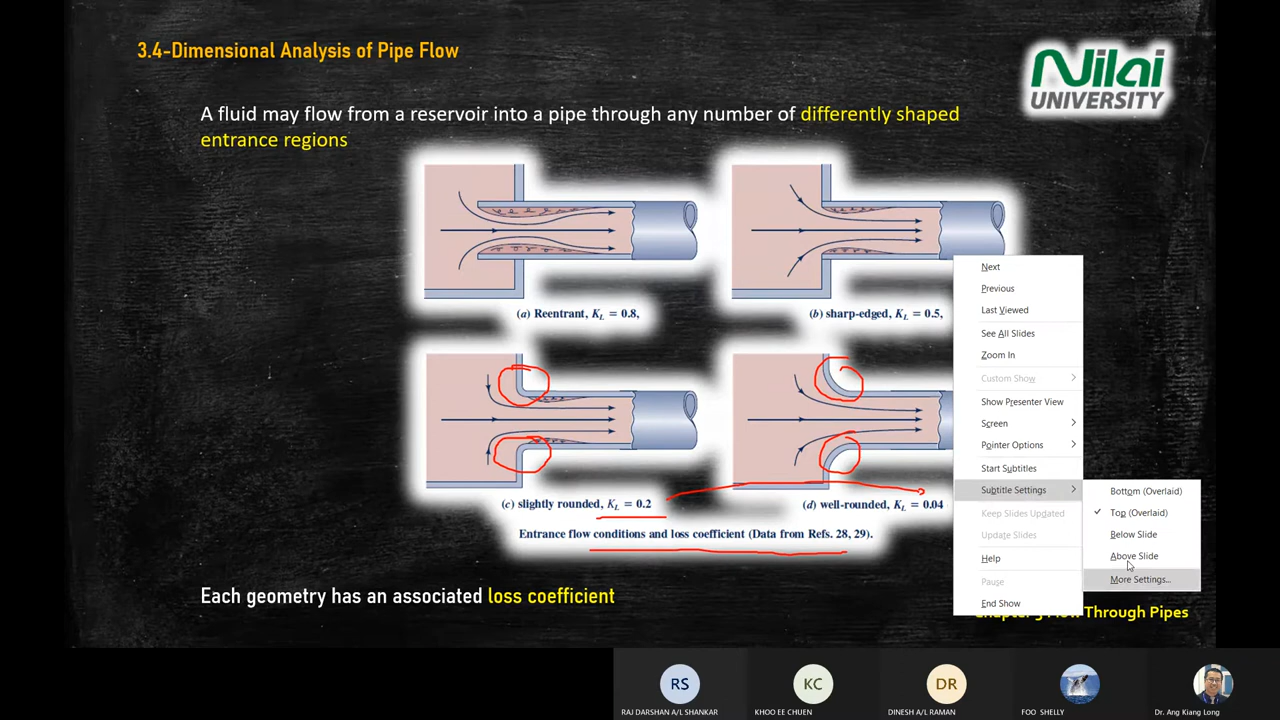 3.4-Dimensional Analysis of Pipe Flow
Nilai
UNIVERSITY
A fluid may flow from a reservoir into a pipe through any number of differently shaped
entrance regions
(a) Reentrant, K_L = 0.8,
(b) sharp-edged, K_L = 0.5,
(c) slightly rounded, K_L = 0.2
(d) well-rounded, K_L = 0.04
Entrance flow conditions and loss coefficient (Data from Refs. 28, 29).
Each geometry has an associated loss coefficient
Next
Previous
Last Viewed
See All Slides
Zoom In
Custom Show
Show Presenter View
Screen
Pointer Options
Start Subtitles
Subtitle Settings
Keep Slides Updated
Update Slides
Help
Pause
End Show
Bottom (Overlaid)
Top (Overlaid)
Below Slide
Above Slide
More Settings...
Through Pipes
RS
KC
DR
RAJ DARSHAN A/L SHANKAR
KHOO EE CHUEN
DINESH A/L RAMAN
FOO SHELLY
Dr. Ang Kiang Long